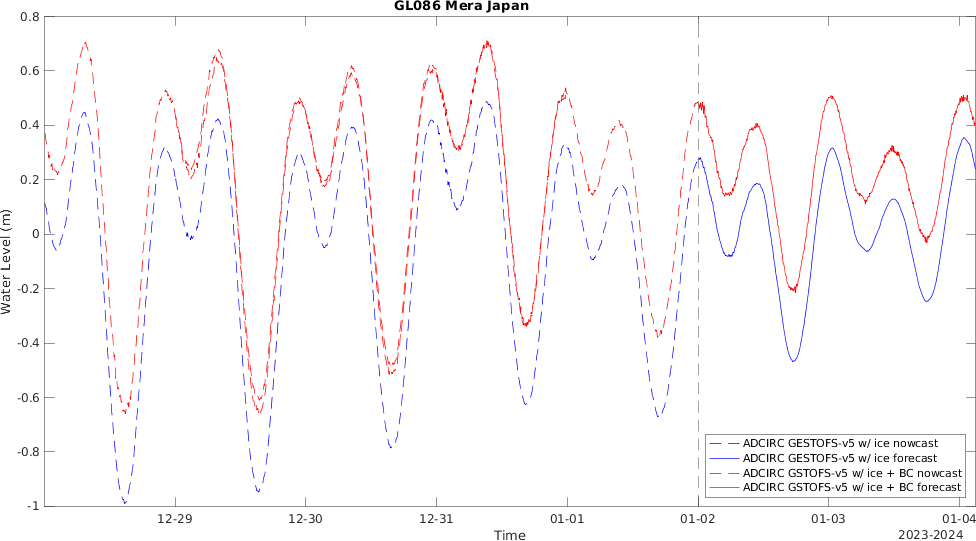 GL086 Mera Japan
0.8
0.6
0.4
0.2
0
-0.2
-0.4
-0.6
-0.8
-1
Water Level (m)
12-29
12-30
12-31
01-01
01-02
01-03
01-04
Time
2023-2024
ADCIRC GESTOFS-v5 w/ ice nowcast
ADCIRC GESTOFS-v5 w/ ice forecast
ADCIRC GSTOFS-v5 w/ ice + BC nowcast
ADCIRC GSTOFS-v5 w/ ice + BC forecast